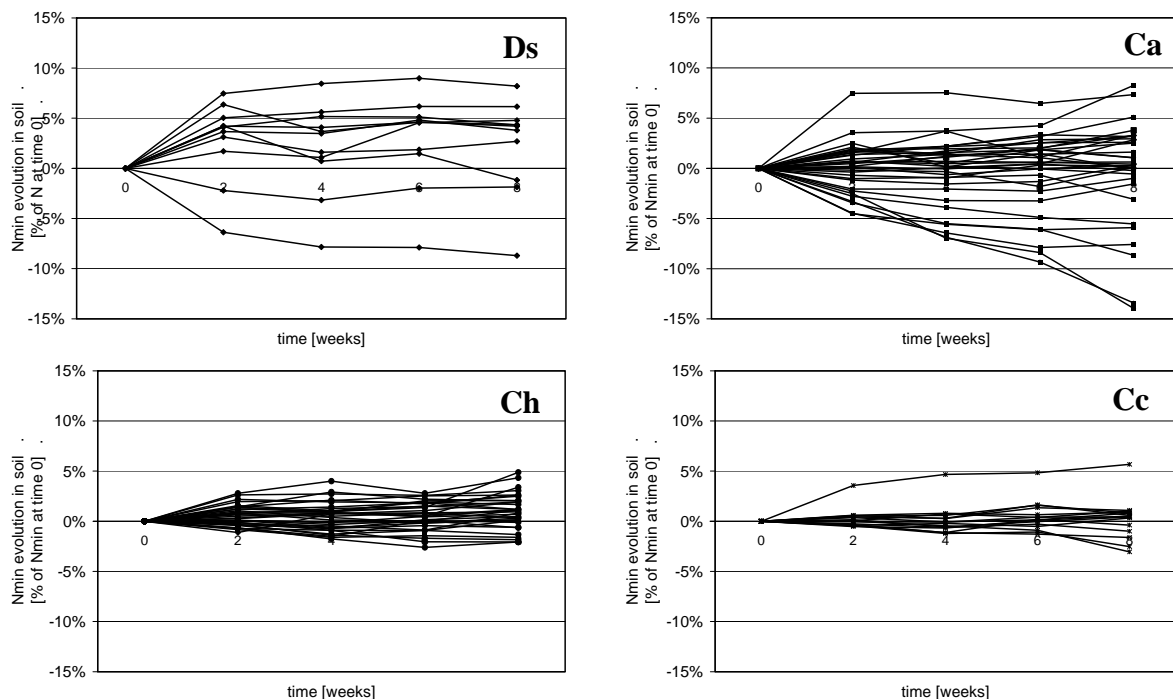 Ds
15%
10%
5%
0%
-5%
-10%
-15%
0 2 4 6 8
Nmin evolution in soil .
[% of N at time 0] .
time [weeks]
Ca
15%
10%
5%
0%
-5%
-10%
-15%
0 8
Nmin evolution in soil .
[% of Nmin at time 0] .
time [weeks]
Ch
15%
10%
5%
0%
-5%
-10%
-15%
0 2 4
Nmin evolution in soil .
[% of Nmin at time 0] .
time [weeks]
Cc
15%
10%
5%
0%
-5%
-10%
-15%
0 2 4 6 8
Nmin evolution in soil .
[% of Nmin at time 0] .
time [weeks]